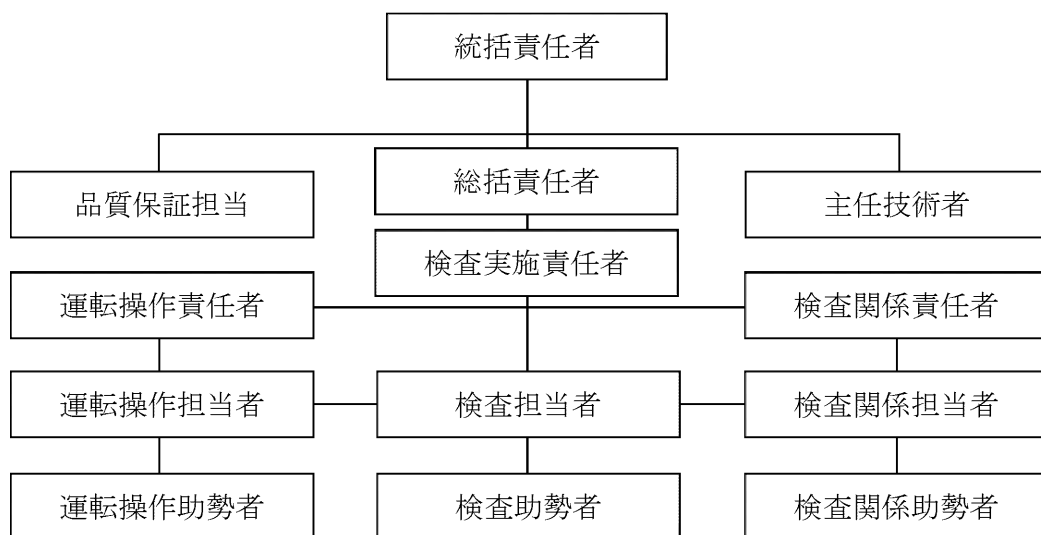 統括責任者
品質保証担当
総括責任者
主任技術者
検査実施責任者
運転操作責任者
検査関係責任者
運転操作担当者
検査担当者
検査関係担当者
運転操作助勢者
検査助勢者
検査関係助勢者